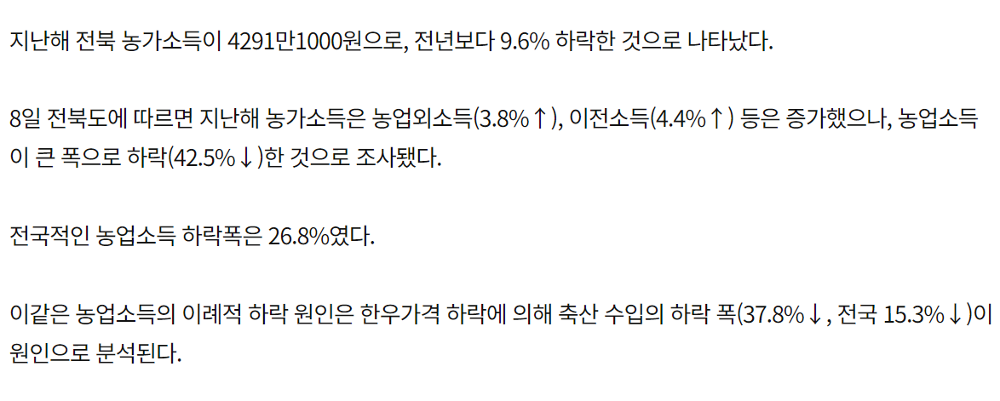 지난해 전북 농가소득이 4291만1000원으로, 전년보다 9.6% 하락한 것으로 나타났다.
8일 전북도에 따르면 지난해 농가소득은 농업외소득(3.8%↑), 이전소득(4.4%↑) 등은 증가했으나, 농업소득
이 큰 폭으로 하락(42.5%↓)한 것으로 조사됐다.
전국적인 농업소득 하락폭은 26.8%였다.
이같은 농업소득의 이례적 하락 원인은 한우가격 하락에 의해 축산 수입의 하락 폭(37.8%↓, 전국 15.3%↓)이
원인으로 분석된다.